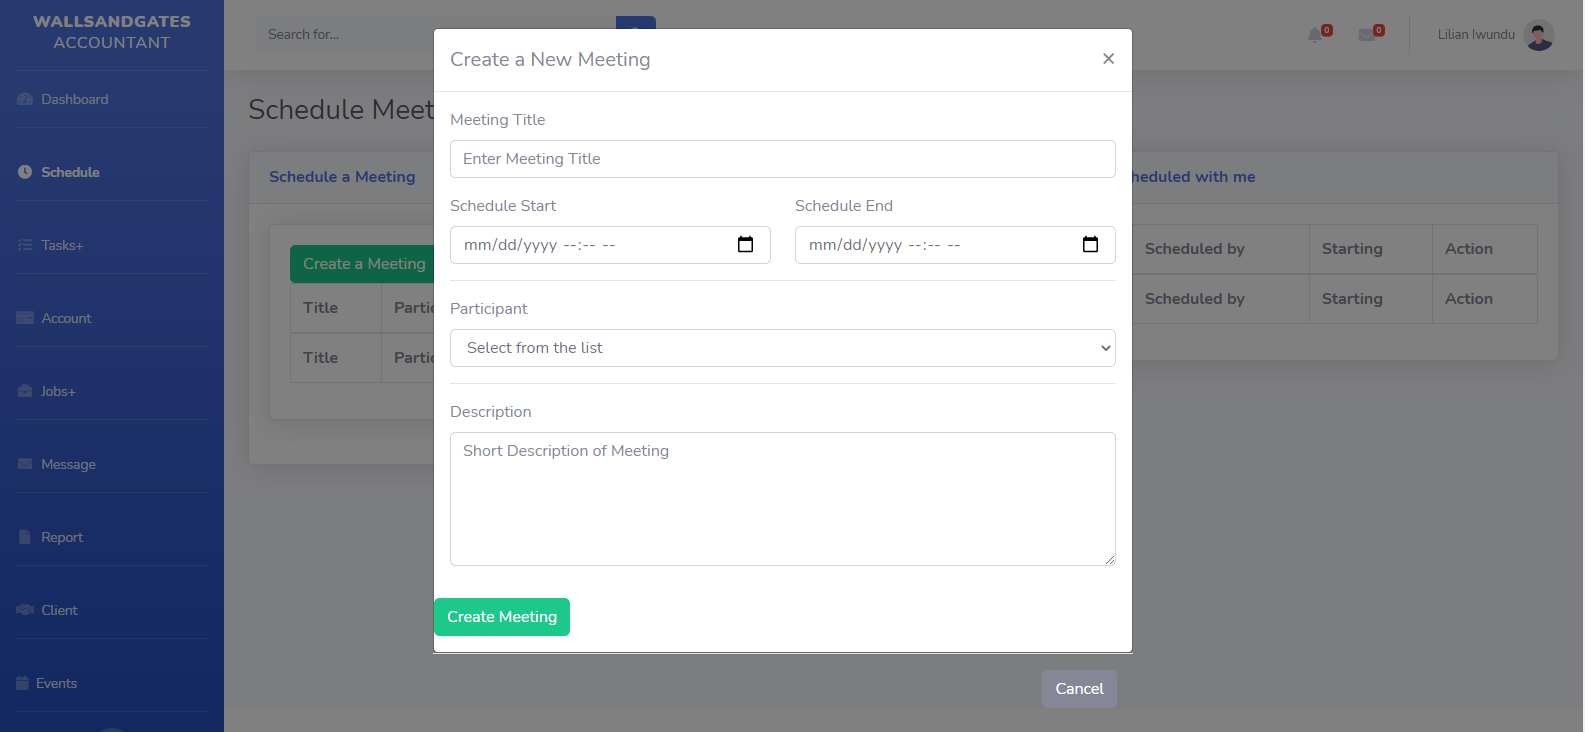 WALLSANDGATES
ACCOUNTANT
Dashboard
Schedule
Tasks+
Account
Jobs+
Message
Report
Client
Events
Search for...
0
0
Lilian Iwundu
Schedule Meet
Schedule a Meeting
Create a Meeting
Title Partic
Title Partic
heduled with me
Scheduled by Starting Action
Scheduled by Starting Action
Create a New Meeting ×
Meeting Title
Enter Meeting Title
Schedule Start Schedule End
mm/dd/yyyy --:-- -- mm/dd/yyyy --:-- --
Participant
Select from the list
Description
Short Description of Meeting
Create Meeting
Cancel